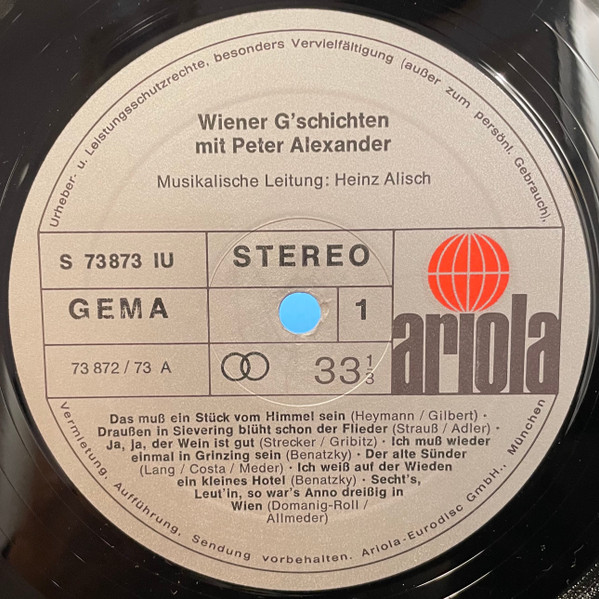 Urheber- u. Leistungsschutzrechte, besonders Vervielfältigung (außer zum persönl. Gebrauch),
Wiener G'schichten
mit Peter Alexander
Musikalische Leitung: Heinz Alisch
S 73873 IU
STEREO
GEMA
1
ariola
73 872 / 73 A
33 1/3
Das muß ein Stück vom Himmel sein (Heymann / Gilbert) ·
Draußen in Sievering blüht schon der Flieder (Strauß / Adler) ·
Ja, ja, der Wein ist gut (Strecker / Gribitz) · Ich muß wieder
einmal in Grinzing sein (Benatzky) · Der alte Sünder
(Lang / Costa / Meder) · Ich weiß auf der Wieden
ein kleines Hotel (Benatzky) · Secht's,
Leut'in, so war's Anno dreißig in
Wien (Domanig-Roll /
Allmeder)
Vermietung, Aufführung, Sendung vorbehalten. Ariola-Eurodisc GmbH., München